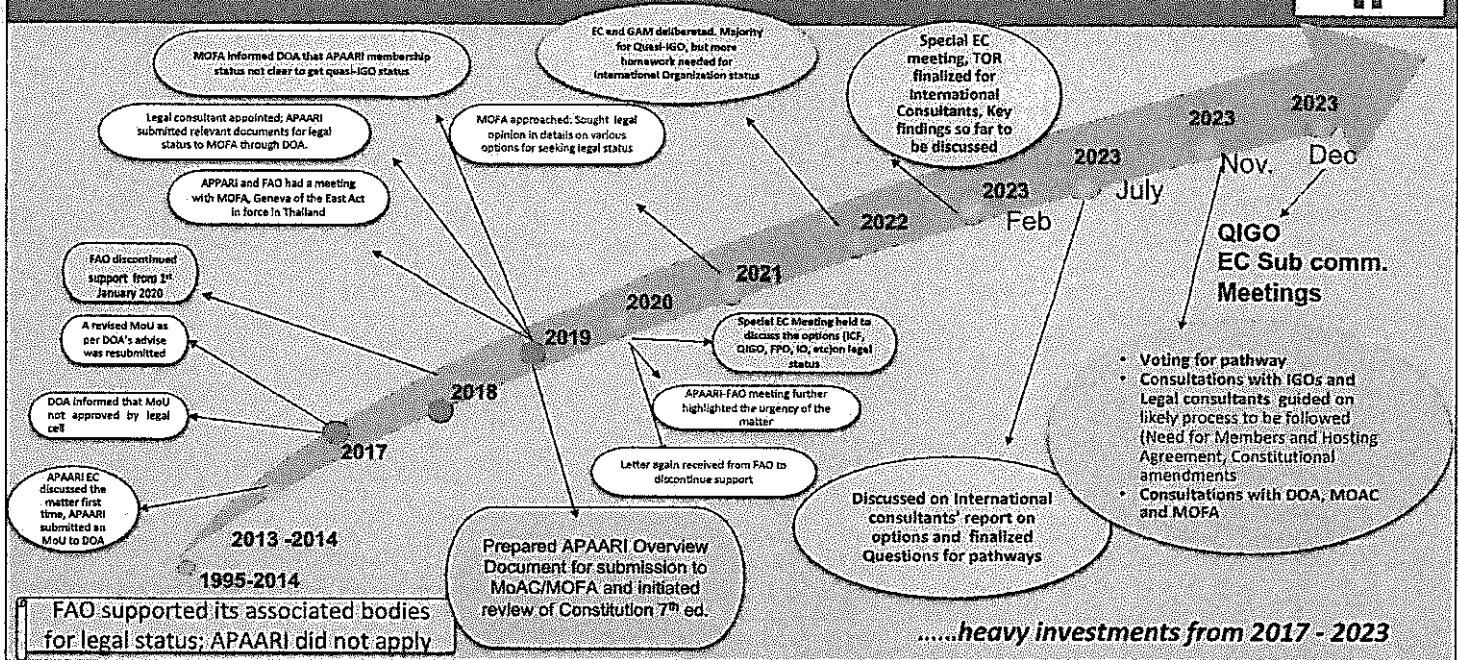 MOFA informed DOA that APAARI membership
status not clear to get quasi-IGO status
Legal consultant appointed; APAARI
submitted relevant documents for legal
status to MOFA through DOA.
APPARI and FAO had a meeting
with MOFA, Geneva of the East Act
in force in Thailand
FAO discontinued
support from 1st
January 2020
A revised MoU as
per DOA's advise
was resubmitted
DOA informed that MoU
not approved by legal
cell
APAARI EC
discussed the
matter first
time, APAARI
submitted an
MoU to DOA
EC and GAM deliberated. Majority
for Quasi-IGO, but more
homework needed for
International Organization status
MOFA approached: Sought legal
opinion in details on various
options for seeking legal status
Special EC
meeting, TOR
finalized for
International
Consultants, Key
findings so far to
be discussed
1995-2014
2013 -2014
2017
2018
2019
2020
2021
2022
2023
Feb
2023
July
2023
Nov.
2023
Dec
QIGO
EC Sub comm.
Meetings
Special EC Meeting held to
discuss the options (ICF,
QIGO, FPO, IO, etc)on legal
status
APAARI-FAO meeting further
highlighted the urgency of the
matter
Letter again received from FAO to
discontinue support
Prepared APAARI Overview
Document for submission to
MoAC/MOFA and initiated
review of Constitution 7th ed.
Discussed on International
consultants' report on
options and finalized
Questions for pathways
• Voting for pathway
• Consultations with IGOs and
Legal consultants guided on
likely process to be followed
(Need for Members and Hosting
Agreement, Constitutional
amendments
• Consultations with DOA, MOAC
and MOFA
FAO supported its associated bodies
for legal status; APAARI did not apply
......heavy investments from 2017 - 2023